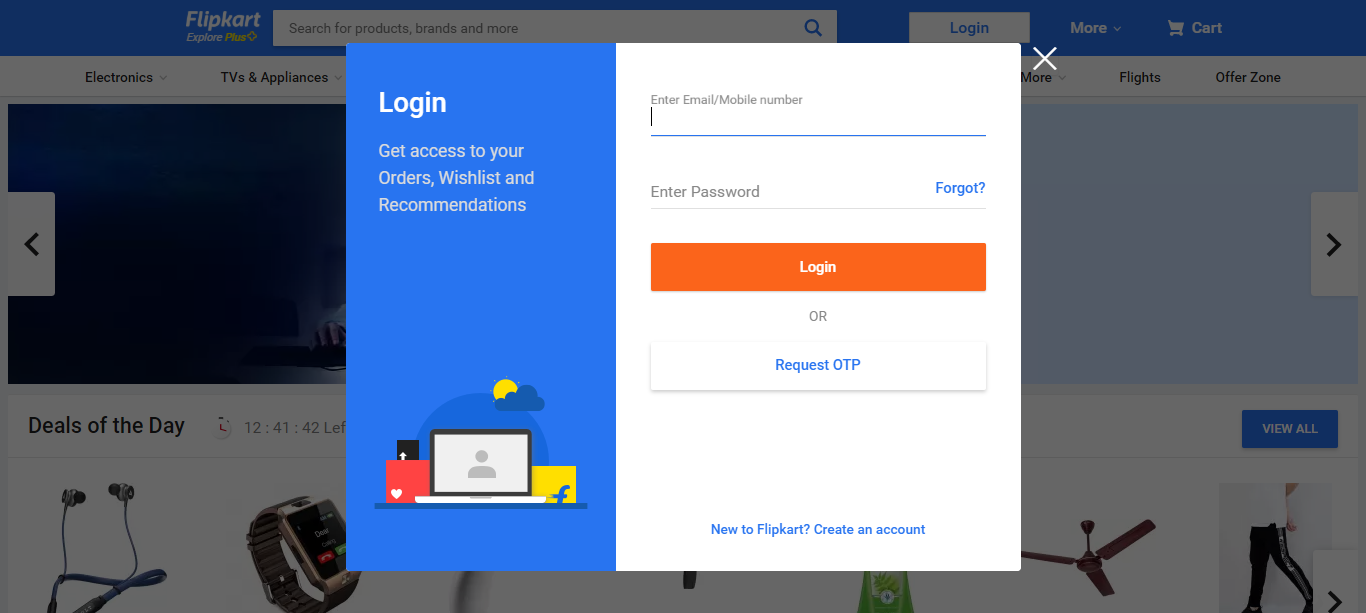 Flipkart
Explore Plus
Search for products, brands and more
Login
More
Cart
Electronics
TVs & Appliances
More
Flights
Offer Zone
Login
Get access to your
Orders, Wishlist and
Recommendations
Enter Email/Mobile number
Enter Password
Forgot?
Login
OR
Request OTP
New to Flipkart? Create an account
Deals of the Day
12 : 41 : 42 Lef
VIEW ALL